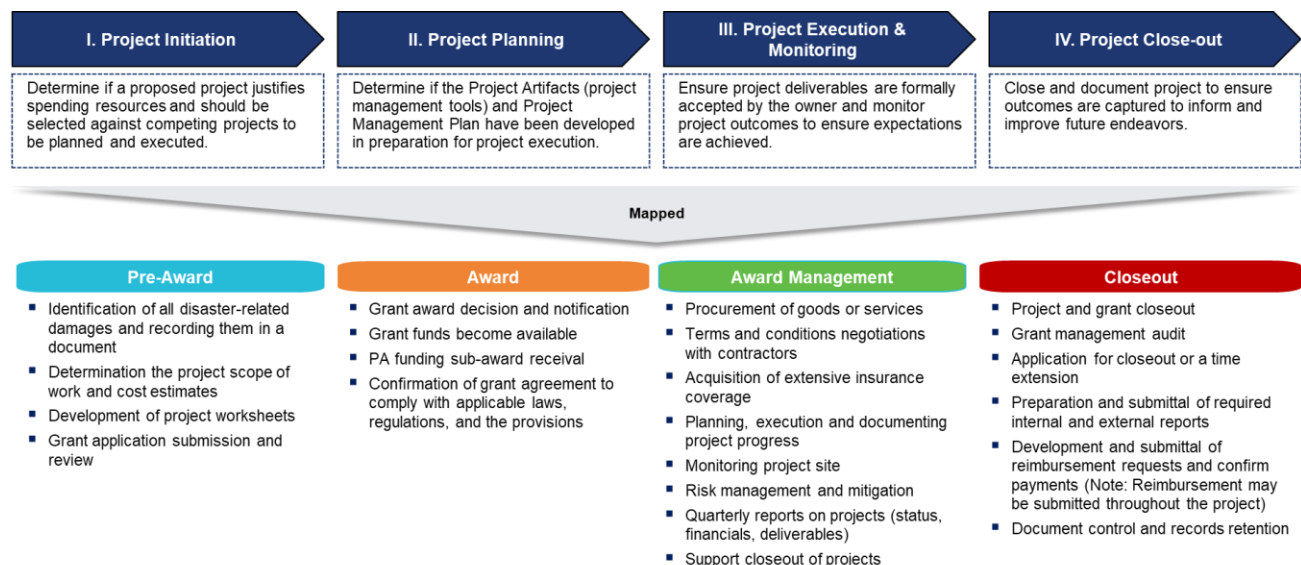 I. Project Initiation
II. Project Planning
III. Project Execution &
Monitoring
IV. Project Close-out
Determine if a proposed project justifies
spending resources and should be
selected against competing projects to
be planned and executed.
Determine if the Project Artifacts (project
management tools) and Project
Management Plan have been developed
in preparation for project execution.
Ensure project deliverables are formally
accepted by the owner and monitor
project outcomes to ensure expectations
are achieved.
Close and document project to ensure
outcomes are captured to inform and
improve future endeavors.
Mapped
Pre-Award
▪ Identification of all disaster-related
damages and recording them in a
document
▪ Determination the project scope of
work and cost estimates
▪ Development of project worksheets
▪ Grant application submission and
review
Award
▪ Grant award decision and notification
▪ Grant funds become available
▪ PA funding sub-award receival
▪ Confirmation of grant agreement to
comply with applicable laws,
regulations, and the provisions
Award Management
▪ Procurement of goods or services
▪ Terms and conditions negotiations
with contractors
▪ Acquisition of extensive insurance
coverage
▪ Planning, execution and documenting
project progress
▪ Monitoring project site
▪ Risk management and mitigation
▪ Quarterly reports on projects (status,
financials, deliverables)
▪ Support closeout of projects
Closeout
▪ Project and grant closeout
▪ Grant management audit
▪ Application for closeout or a time
extension
▪ Preparation and submittal of required
internal and external reports
▪ Development and submittal of
reimbursement requests and confirm
payments (Note: Reimbursement may
be submitted throughout the project)
▪ Document control and records retention